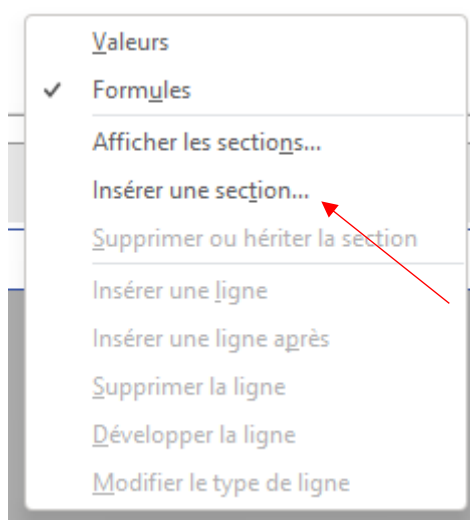 Valeurs
Formules
Afficher les sections...
Insérer une section...
Supprimer ou hériter la section
Insérer une ligne
Insérer une ligne après
Supprimer la ligne
Développer la ligne
Modifier le type de ligne